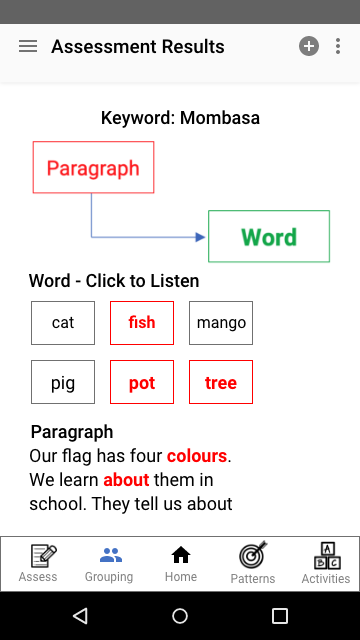 Assessment Results
Keyword: Mombasa
Paragraph
Word
Word - Click to Listen
cat fish mango
pig pot tree
Paragraph
Our flag has four colours.
We learn about them in
school. They tell us about
A
B C
Assess Grouping Home Patterns Activities